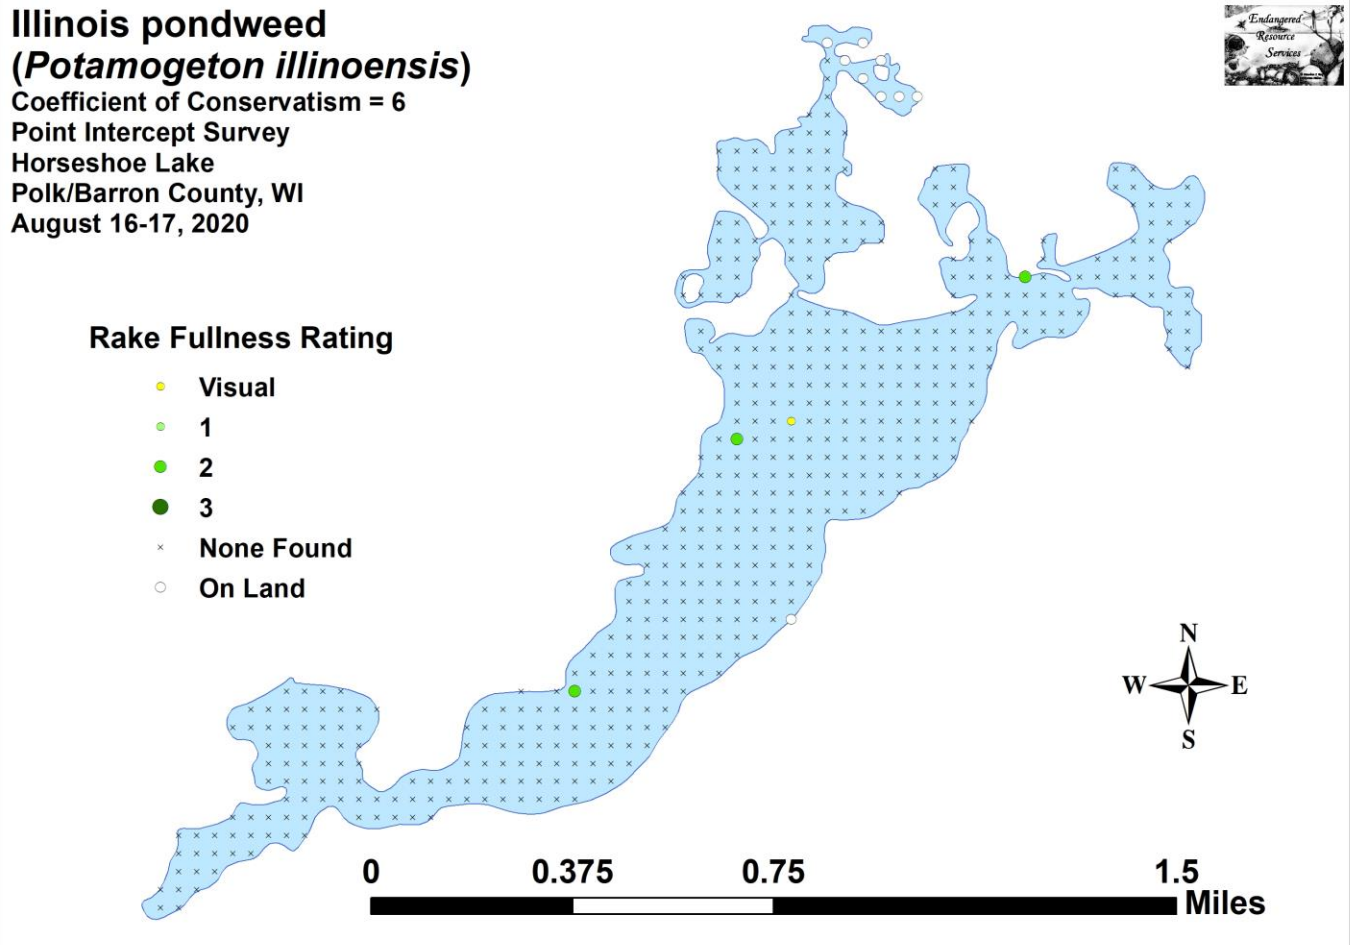 Illinois pondweed
(Potamogeton illinoensis)
Coefficient of Conservatism = 6
Point Intercept Survey
Horseshoe Lake
Polk/Barron County, WI
August 16-17, 2020
Endangered
Resource
Services
Rake Fullness Rating
Visual
1
2
3
None Found
On Land
N
W E
S
0 0.375 0.75 1.5
Miles